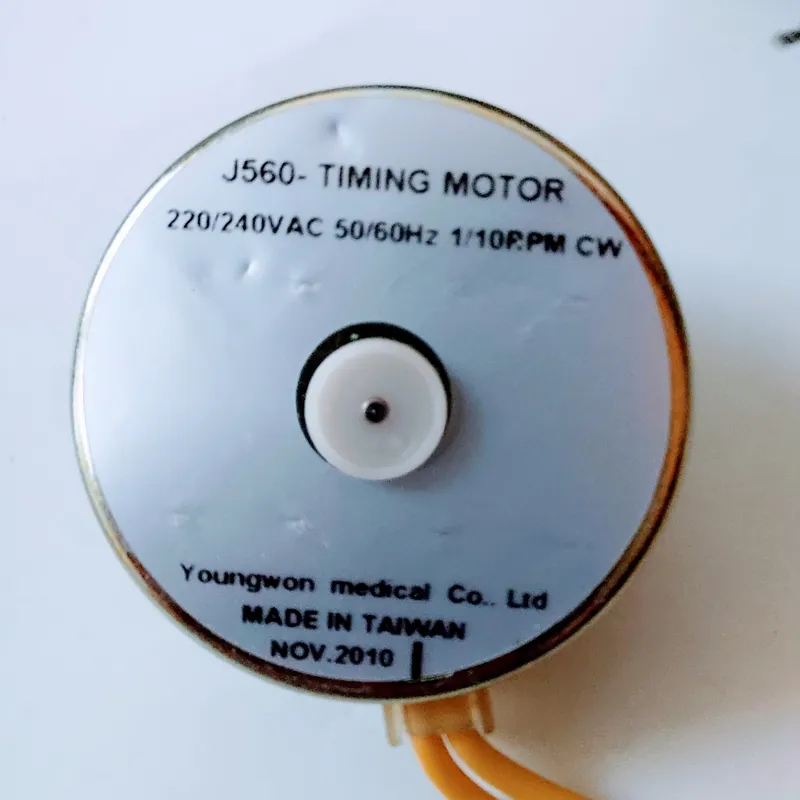 J560- TIMING MOTOR
220/240VAC 50/60Hz 1/10RPM CW
Youngwon medical Co.. Ltd
MADE IN TAIWAN
NOV.2010